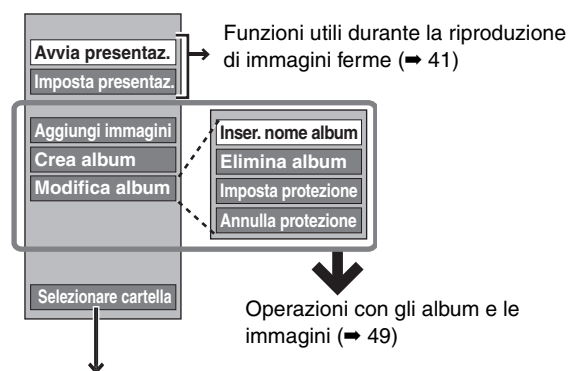 Avvia presentaz.
Imposta presentaz.
Funzioni utili durante la riproduzione
di immagini ferme (➡ 41)
Aggiungi immagini
Crea album
Modifica album
Inser. nome album
Elimina album
Imposta protezione
Annulla protezione
Selezionare cartella
Operazioni con gli album e le
immagini (➡ 49)